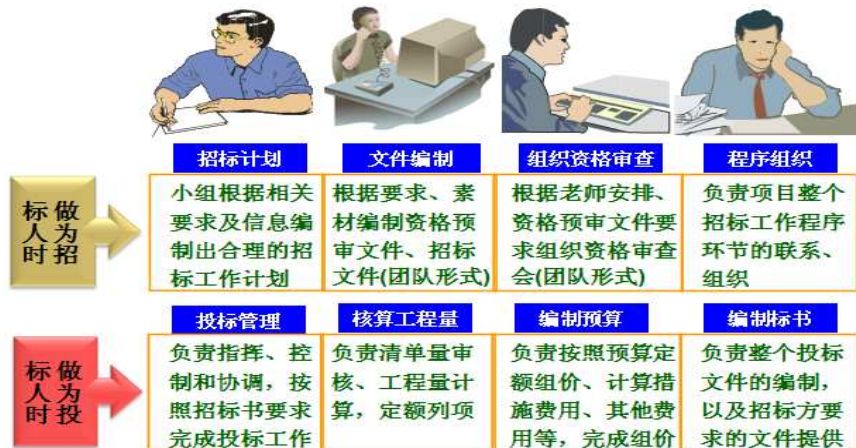 招标计划
文件编制
组织资格审查
程序组织
做为招
标人时
小组根据相关
要求及信息编
制出合理的招
标工作计划
根据要求、素
材编制资格预
审文件、招标
文件(团队形式)
根据老师安排、
资格预审文件要
求组织资格审查
会(团队形式)
负责项目整个
招标工作程序
环节的联系、
组织
投标管理
核算工程量
编制预算
编制标书
做为投
标人时
负责指挥、控
制和协调，按
照招标书要求
完成投标工作
负责清单量审
核、工程量计
算，定额列项
负责按照预算定
额组价、计算措
施费用、其他费
用等，完成组价
负责整个投标
文件的编制，
以及招标方要
求的文件提供